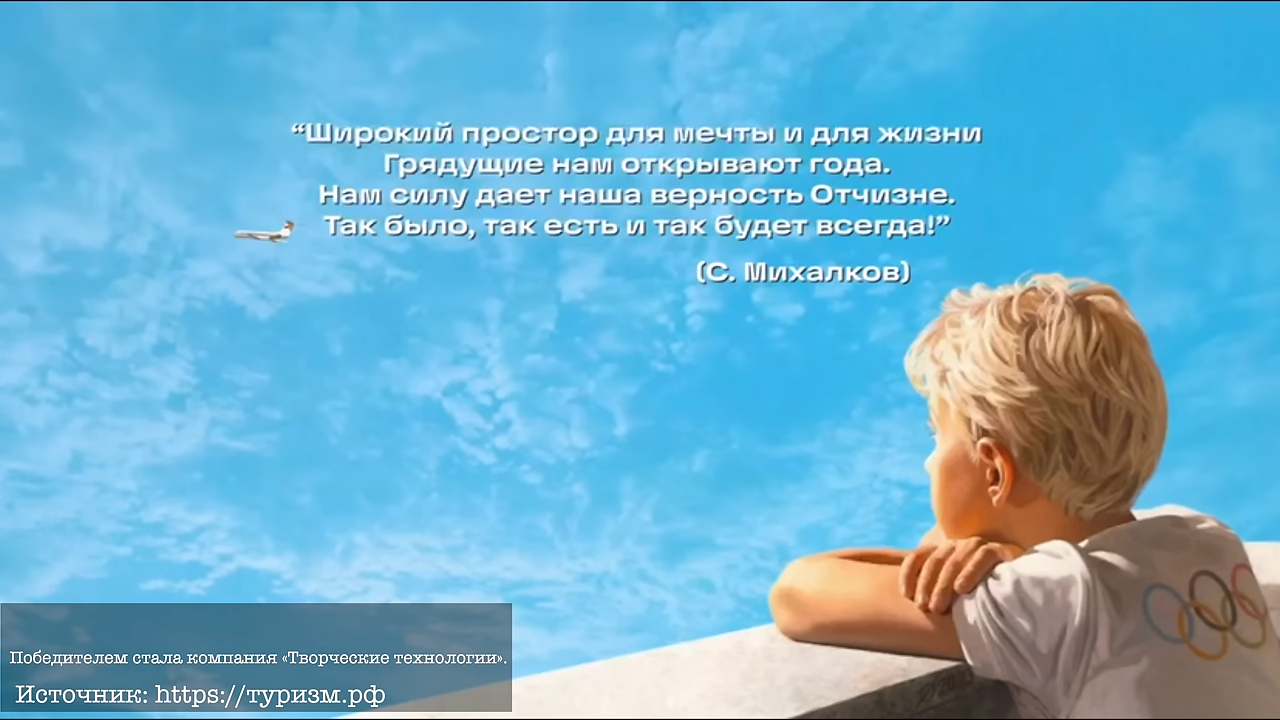 “Широкий простор для мечты и для жизни
Грядущие нам открывают года.
Нам силу дает наша верность Отчизне.
Так было, так есть и так будет всегда!”
(С. Михалков)
Победителем стала компания «Творческие технологии».
Источник: https://туризм.рф